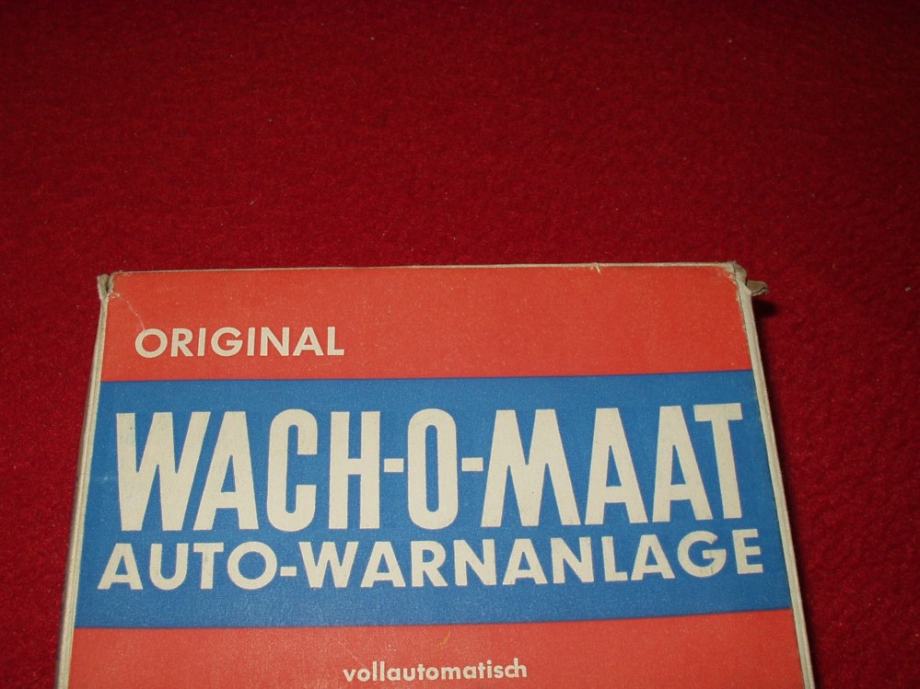 ORIGINAL
WACH-O-MAAT
AUTO-WARNANLAGE
vollautomatisch